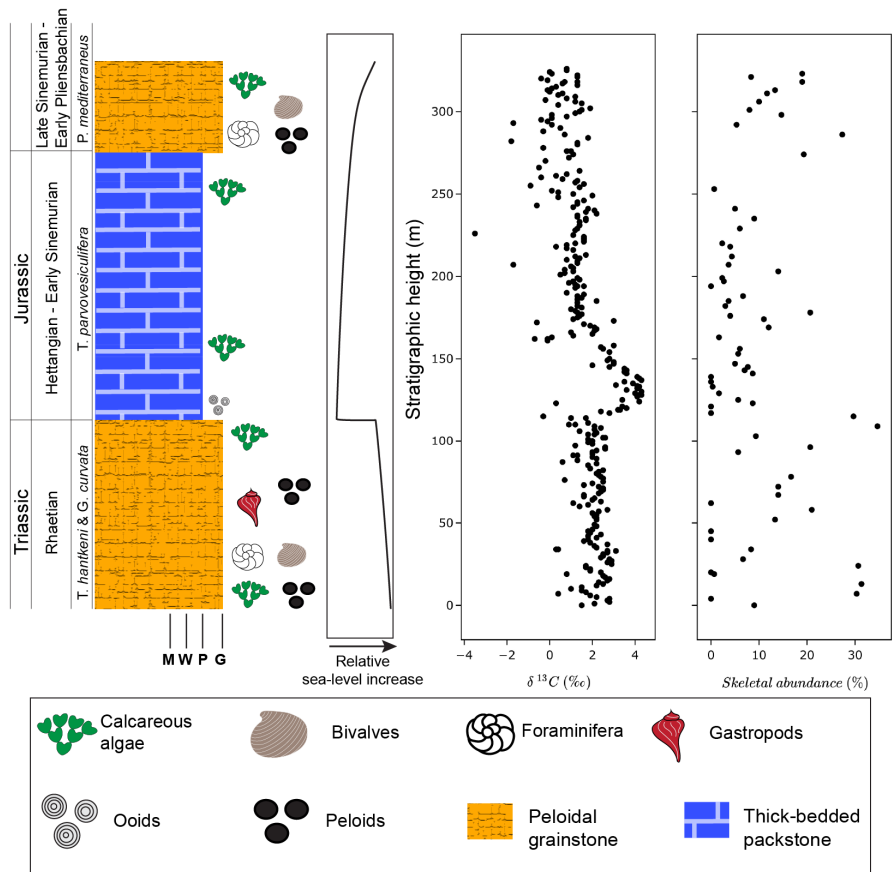 Late Sinemurian -
Early Pliensbachian
P. mediterraneus
Jurassic
Hettangian - Early Sinemurian
T. parvovesiculifera
Triassic
Rhaetian
T. hantkeni & G. curvata
M W P G
Relative
sea-level increase
Stratigraphic height (m)
300
250
200
150
100
50
0
−4 −2 0 2 4
δ ¹³C (‰)
0 10 20 30
Skeletal abundance (%)
Calcareous
algae
Bivalves
Foraminifera
Gastropods
Ooids
Peloids
Peloidal
grainstone
Thick-bedded
packstone